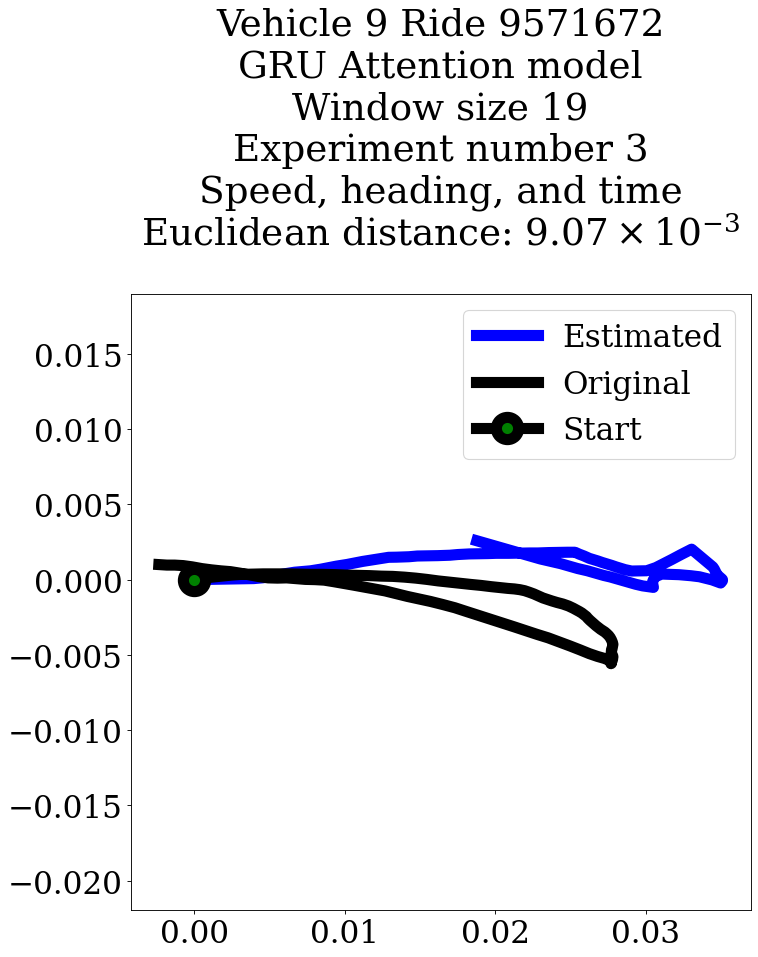 Vehicle 9 Ride 9571672
GRU Attention model
Window size 19
Experiment number 3
Speed, heading, and time
Euclidean distance: 9.07 × 10⁻³
Estimated
Original
Start
0.015
0.010
0.005
0.000
−0.005
−0.010
−0.015
−0.020
0.00 0.01 0.02 0.03